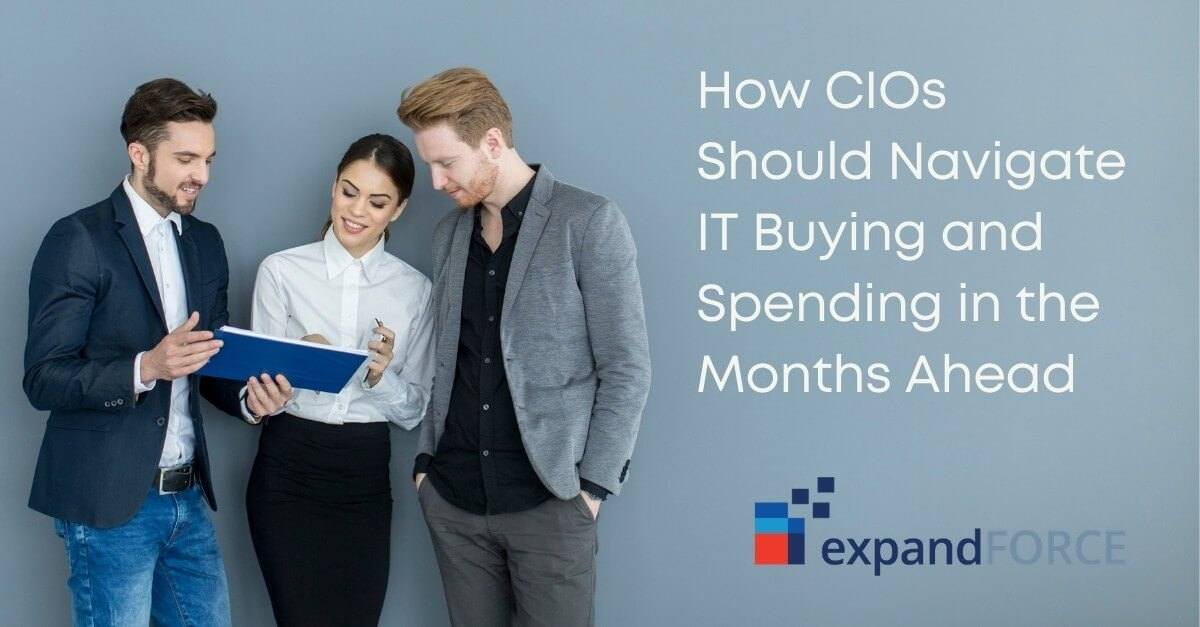 How CIOs
Should Navigate
IT Buying and
Spending in the
Months Ahead
expandFORCE